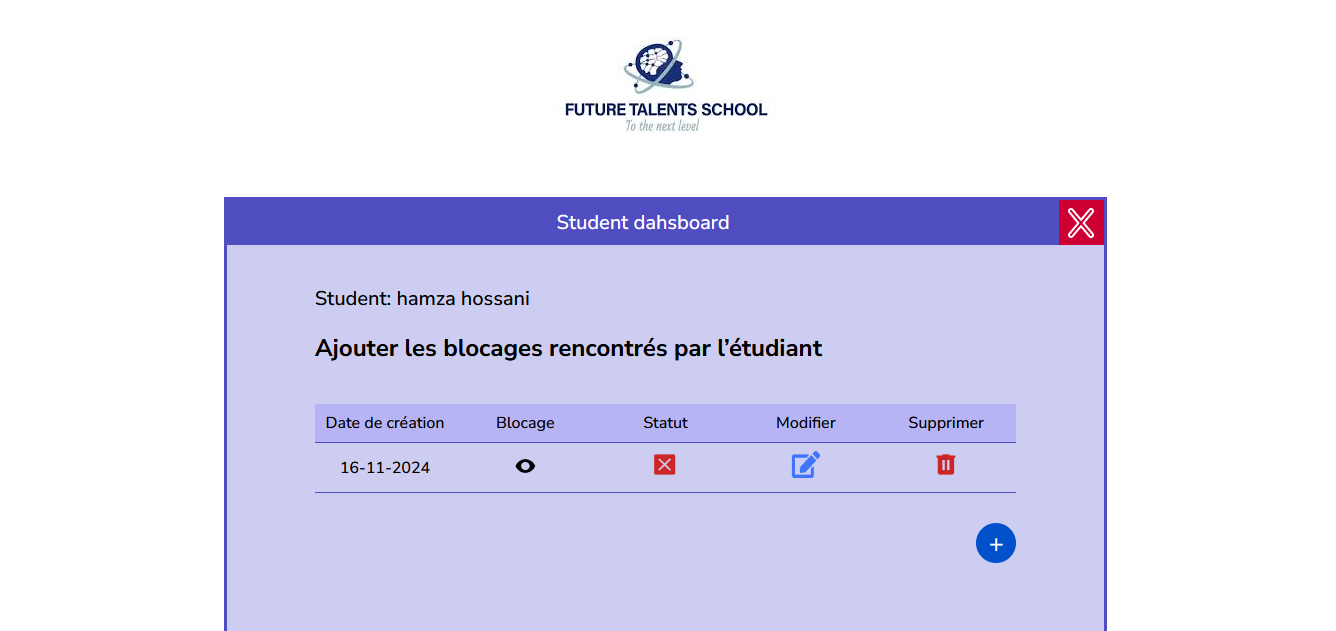 FUTURE TALENTS SCHOOL
To the next level
Student dahsboard
Student: hamza hossani
Ajouter les blocages rencontrés par l’étudiant
Date de création Blocage Statut Modifier Supprimer
16-11-2024